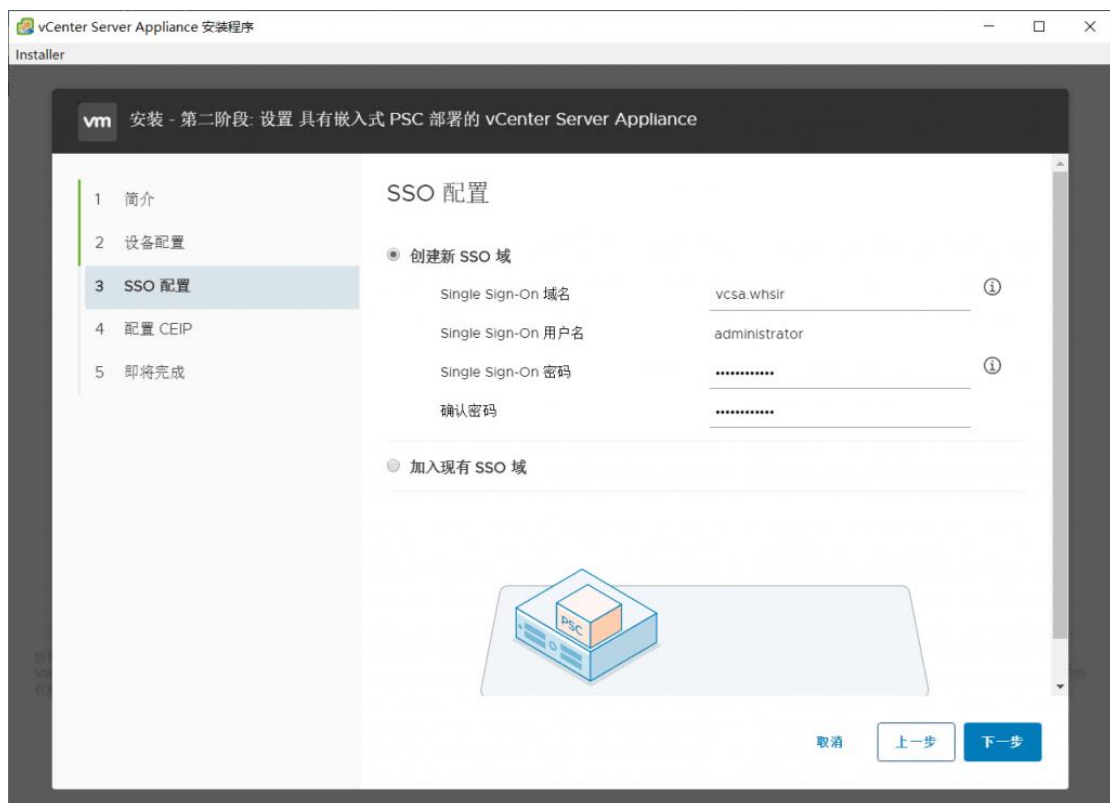 vCenter Server Appliance 安装程序
Installer
vm 安装 - 第二阶段: 设置 具有嵌入式 PSC 部署的 vCenter Server Appliance
1 简介
2 设备配置
3 SSO 配置
4 配置 CEIP
5 即将完成
SSO 配置
创建新 SSO 域
Single Sign-On 域名 vcsa.whsir
Single Sign-On 用户名 administrator
Single Sign-On 密码 ••••••••••••
确认密码 ••••••••••••
加入现有 SSO 域
PSC
取消 上一步 下一步